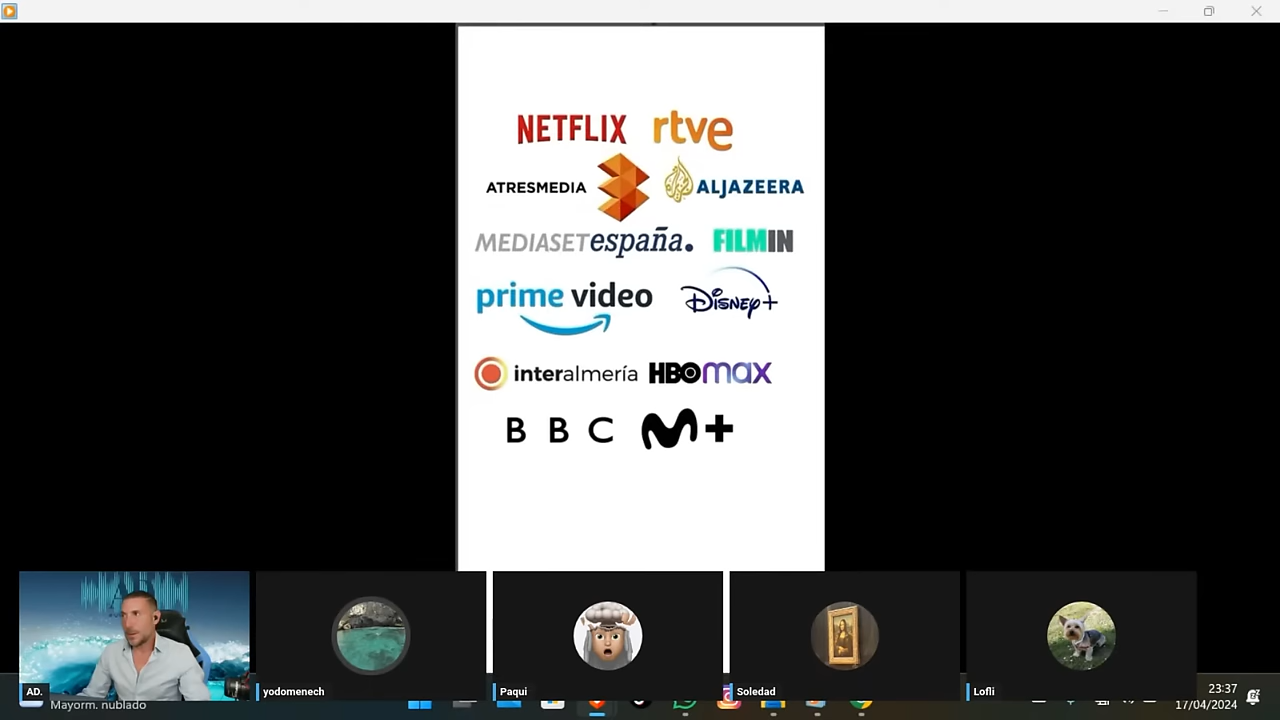 NETFLIX rtve
ATRESMEDIA ALJAZEERA
MEDIASETespaña. FILMIN
prime video Disney+
interalmería HBOmax
BBC M+
AD.
yodomenech
Paqui
Soledad
Lofli
Mayorm. nublado
23:37
17/04/2024